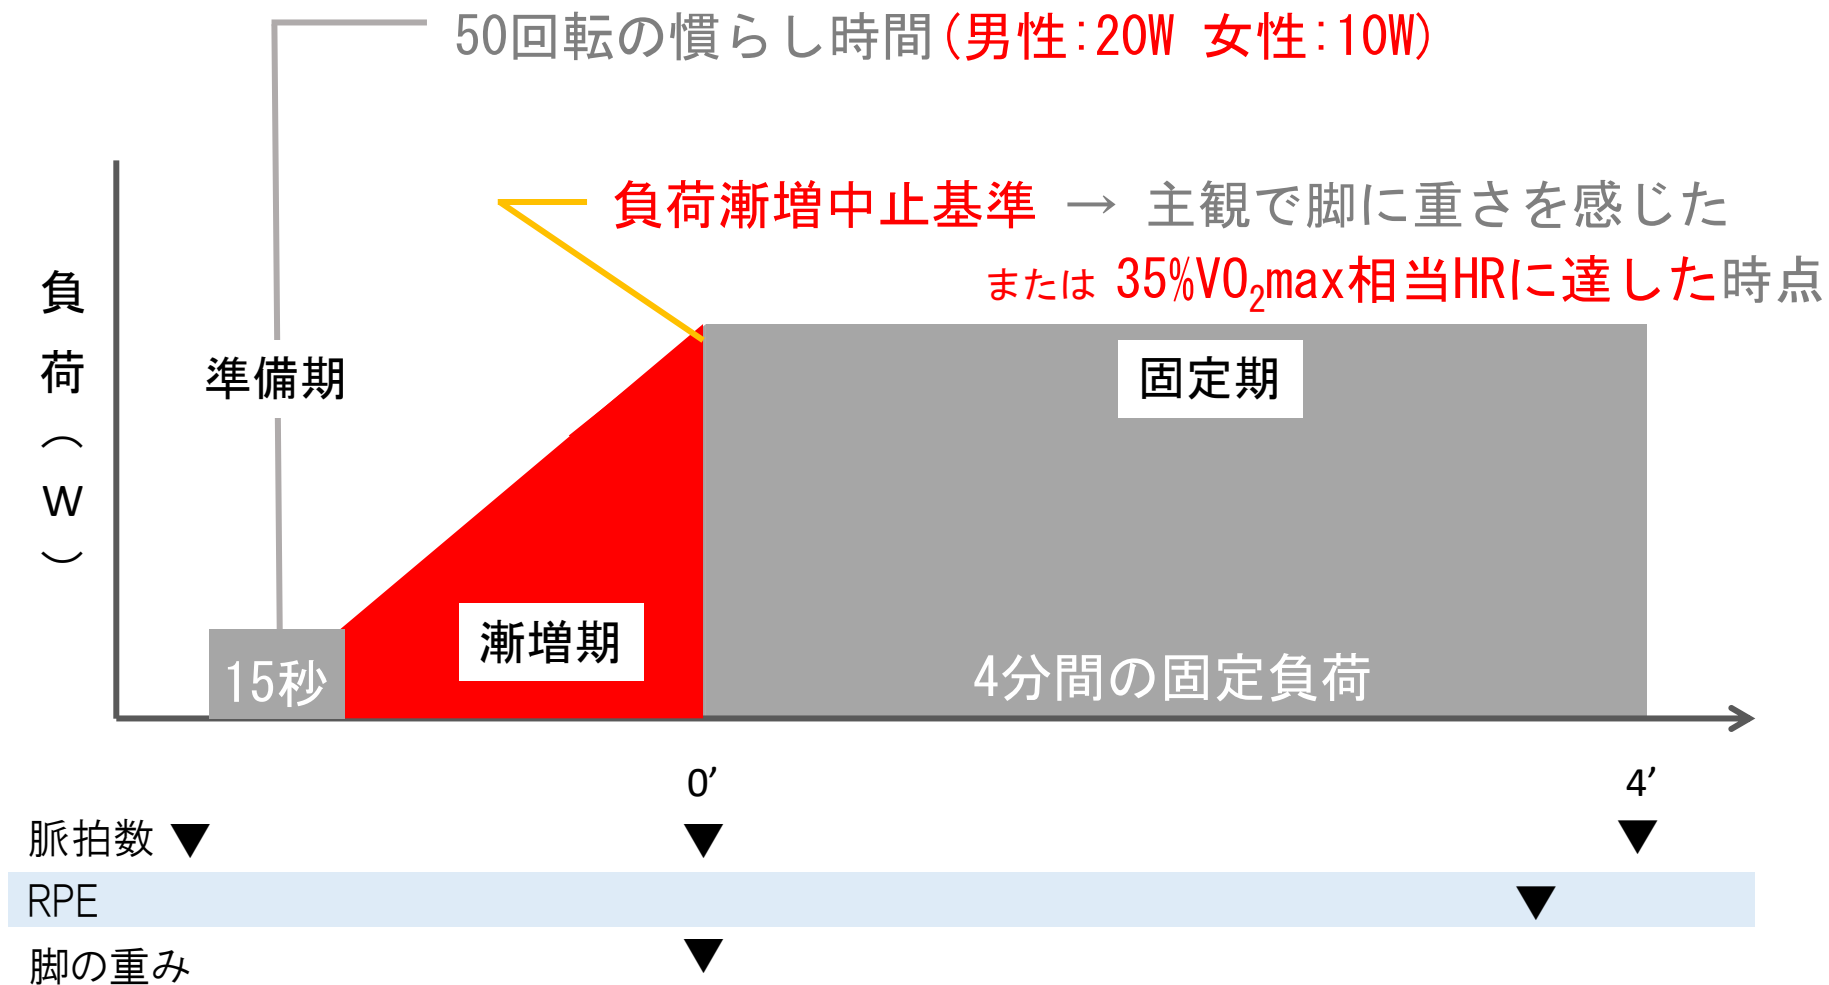 50回転の慣らし時間(男性:20W 女性:10W)
負荷漸増中止基準 → 主観で脚に重さを感じた
または 35%VO2max相当HRに達した時点
負荷(W)
準備期
固定期
漸増期
15秒
4分間の固定負荷
0’ 4’
脈拍数 ▼ ▼ ▼
RPE ▼
脚の重み ▼